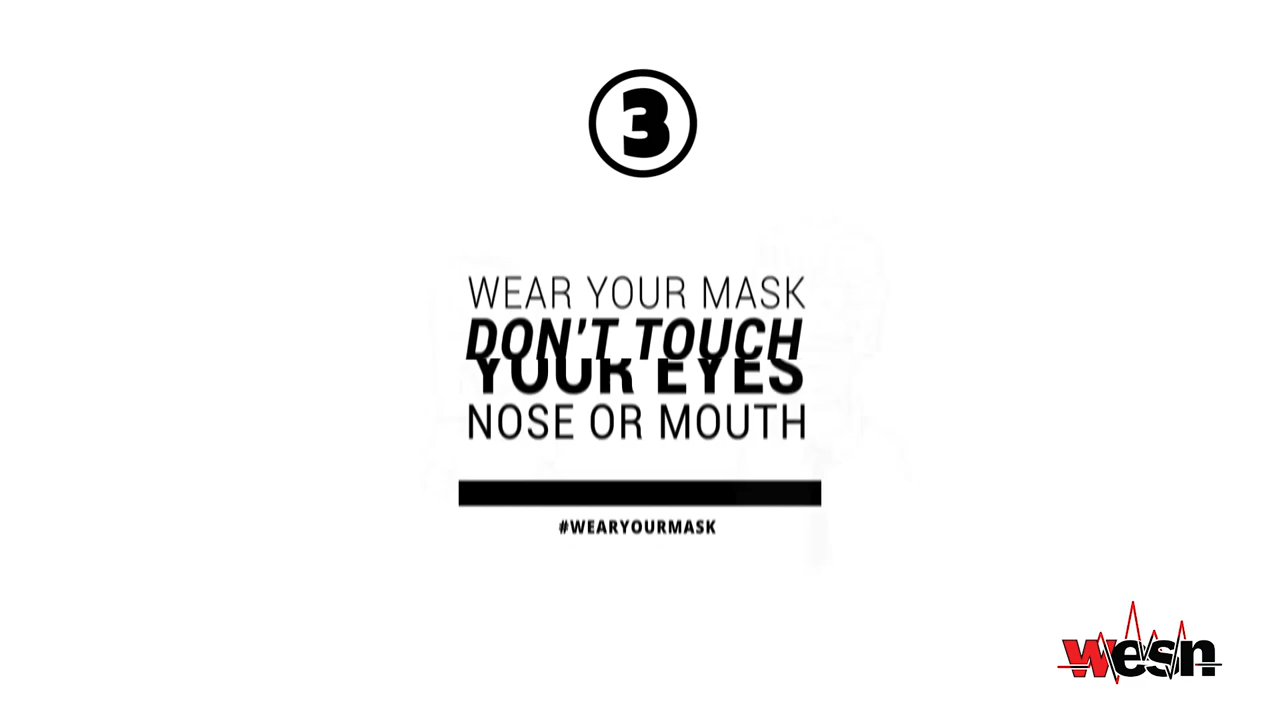 3
WEAR YOUR MASK
DON'T TOUCH
YOUR EYES
NOSE OR MOUTH
#WEARYOURMASK
wesn